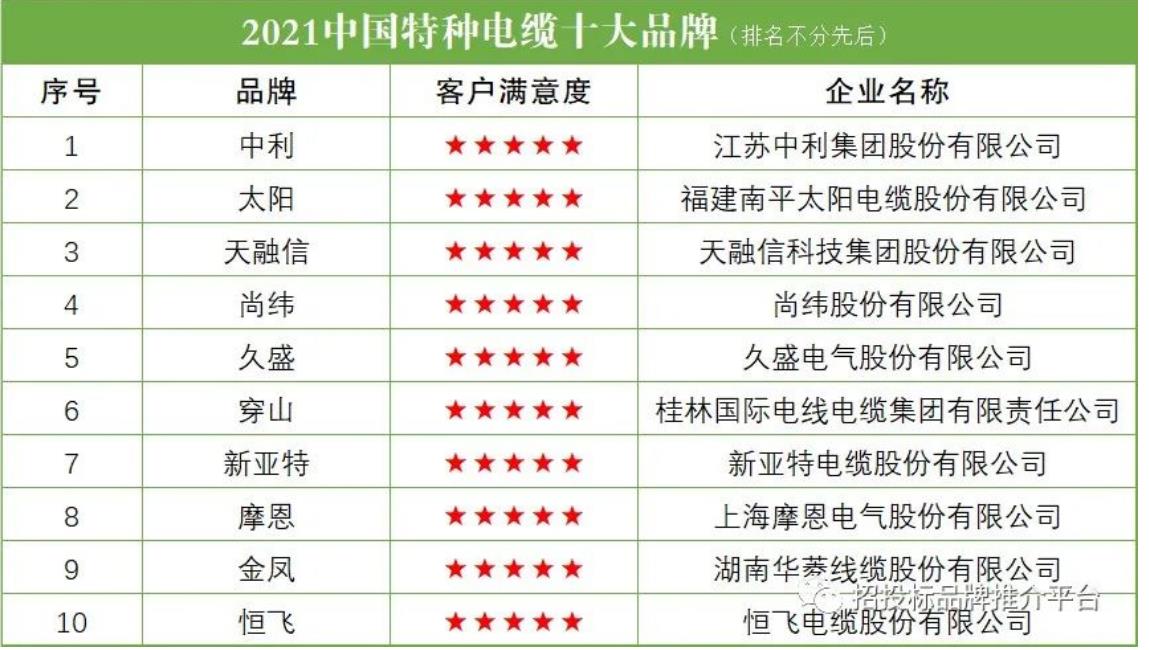 2021中国特种电缆十大品牌（排名不分先后）
序号 品牌 客户满意度 企业名称
1 中利 ★★★★★ 江苏中利集团股份有限公司
2 太阳 ★★★★★ 福建南平太阳电缆股份有限公司
3 天融信 ★★★★★ 天融信科技集团股份有限公司
4 尚纬 ★★★★★ 尚纬股份有限公司
5 久盛 ★★★★★ 久盛电气股份有限公司
6 穿山 ★★★★★ 桂林国际电线电缆集团有限责任公司
7 新亚特 ★★★★★ 新亚特电缆股份有限公司
8 摩恩 ★★★★★ 上海摩恩电气股份有限公司
9 金凤 ★★★★★ 湖南华菱线缆股份有限公司
招投标品牌推介平台
10 恒飞 ★★★★★ 恒飞电缆股份有限公司